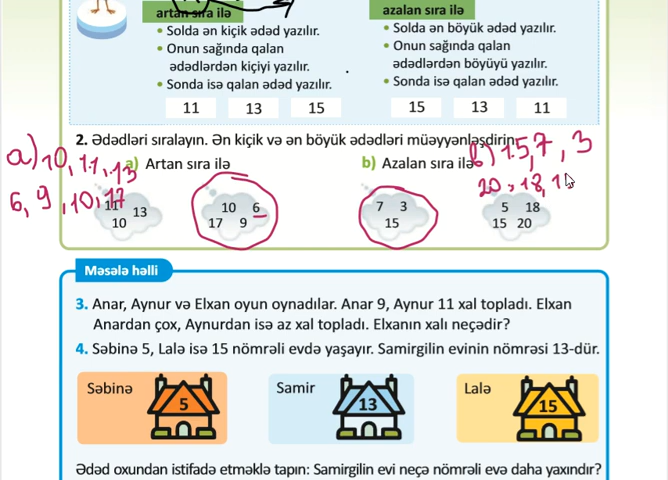 artan sıra ilə
• Solda ən kiçik ədəd yazılır.
• Onun sağında qalan
ədədlərdən kiçiyi yazılır.
• Sonda isə qalan ədəd yazılır.
11 13 15
azalan sıra ilə
• Solda ən böyük ədəd yazılır.
• Onun sağında qalan
ədədlərdən böyüyü yazılır.
• Sonda isə qalan ədəd yazılır.
15 13 11
2. Ədədləri sıralayın. Ən kiçik və ən böyük ədədləri müəyyənləşdirin.
a) 10, 11, 13
6, 9, 10, 17
a) Artan sıra ilə
11 13
10
10 6
17 9
b) Azalan sıra ilə
b) 15, 7, 3
20, 18, 1
7 3
15
5 18
15 20
Məsələ həlli
3. Anar, Aynur və Elxan oyun oynadılar. Anar 9, Aynur 11 xal topladı. Elxan
Anardan çox, Aynurdan isə az xal topladı. Elxanın xalı neçədir?
4. Səbinə 5, Lalə isə 15 nömrəli evdə yaşayır. Samirgilin evinin nömrəsi 13-dür.
Səbinə 5
Samir 13
Lalə 15
Ədəd oxundan istifadə etməklə tapın: Samirgilin evi neçə nömrəli evə daha yaxındır?